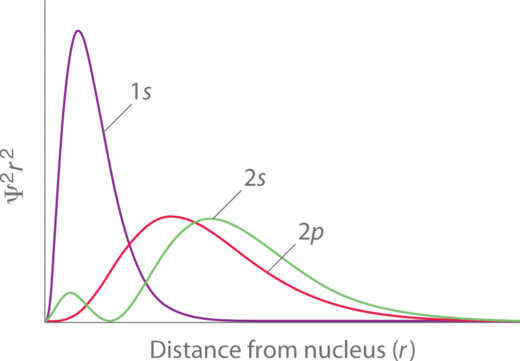 1s
2s
2p
Ψ²r²
Distance from nucleus (r)